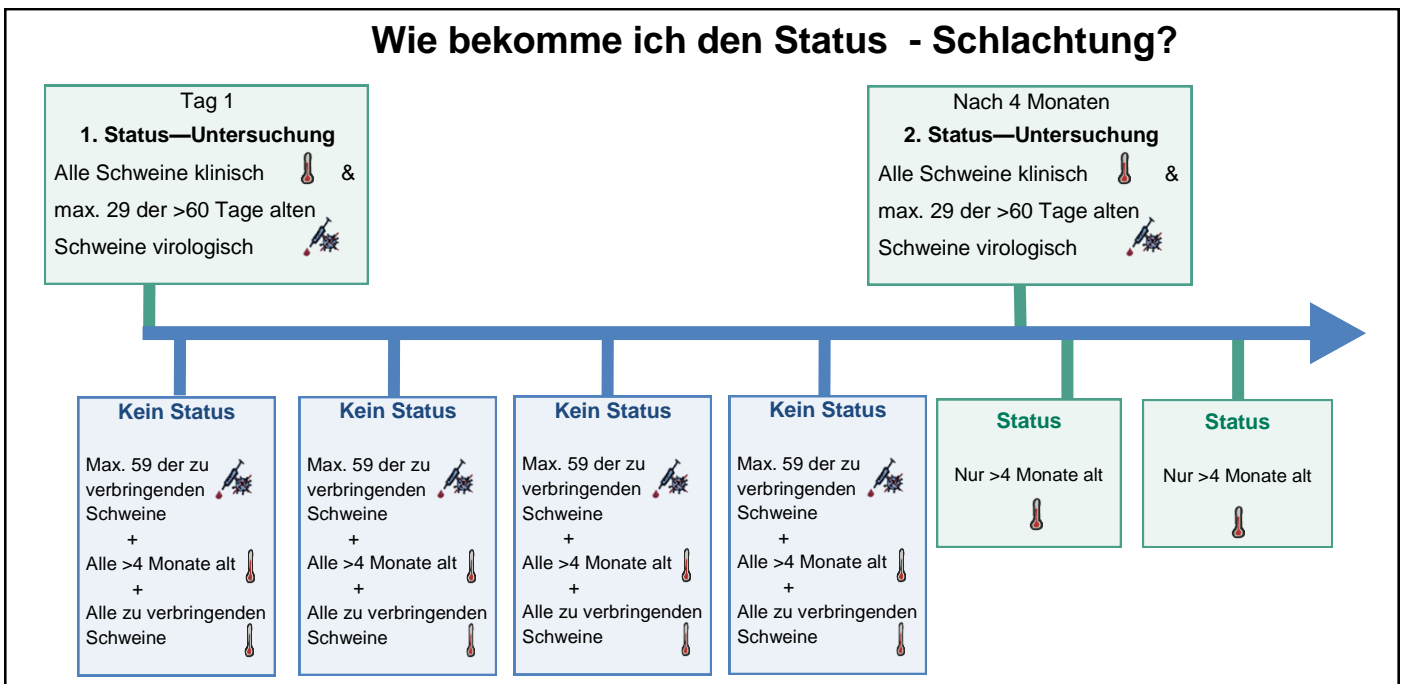 Wie bekomme ich den Status - Schlachtung?
Tag 1
1. Status—Untersuchung
Alle Schweine klinisch &
max. 29 der >60 Tage alten
Schweine virologisch
Nach 4 Monaten
2. Status—Untersuchung
Alle Schweine klinisch &
max. 29 der >60 Tage alten
Schweine virologisch
Kein Status
Max. 59 der zu
verbringenden
Schweine
+
Alle >4 Monate alt
+
Alle zu verbringenden
Schweine
Kein Status
Max. 59 der zu
verbringenden
Schweine
+
Alle >4 Monate alt
+
Alle zu verbringenden
Schweine
Kein Status
Max. 59 der zu
verbringenden
Schweine
+
Alle >4 Monate alt
+
Alle zu verbringenden
Schweine
Kein Status
Max. 59 der zu
verbringenden
Schweine
+
Alle >4 Monate alt
+
Alle zu verbringenden
Schweine
Status
Nur >4 Monate alt
Status
Nur >4 Monate alt